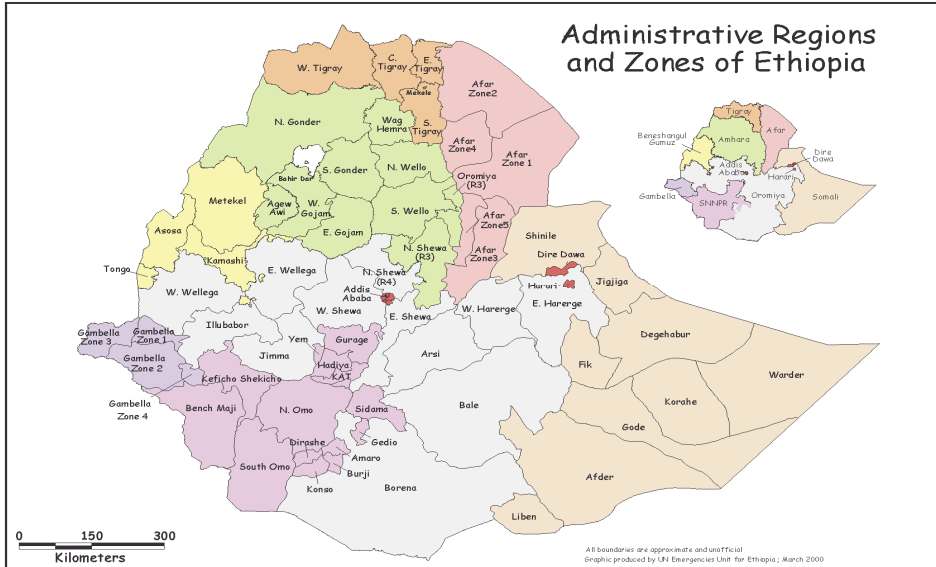 Administrative Regions
and Zones of Ethiopia
W. Tigray
C.
Tigray
E.
Tigray
Mekele
S.
Tigray
Afar
Zone2
N. Gonder
Wag
Hemra
Afar
Zone4
Afar
Zone 1
Bahir Dar
S. Gonder
N. Wello
Oromiya
(R3)
Metekel
Agew
Awi
W.
Gojam
S. Wello
Afar
Zone5
E. Gojam
Asosa
Kamashi
N. Shewa
(R3)
Afar
Zone3
Shinile
Dire Dawa
Tonga
E. Wellega
N. Shewa
(R4)
Addis
Ababa
Harari
Jigjiga
W. Wellega
W. Shewa
E. Shewa
W. Harerge
E. Harerge
Gambella
Zone 3
Gambella
Zone 1
Illubabor
Yem
Gurage
Degehabur
Gambella
Zone 2
Jimma
Hadiya
Arsi
Fik
Warder
Keficho Shekicho
KAT
Gambella
Zone 4
Bench Maji
N. Omo
Sidama
Bale
Korahe
Gode
Dirashe
Gedio
Amaro
South Omo
Burji
Konso
Borena
Afder
Liben
Tigray
Beneshangul
Gumuz
Amhara
Afar
Dire
Dawa
Addis
Ababa
Harari
Gambella
SNNPR
Oromiya
Somali
0 150 300
Kilometers
All boundaries are approximate and unofficial
Graphic produced by UN Emergencies Unit for Ethiopia; March 2000